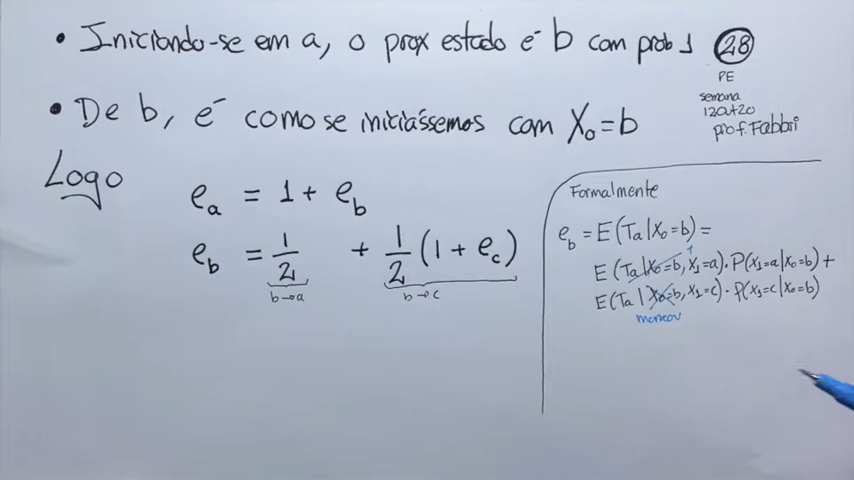 • Iniciando-se em a, o prox estado é b com prob 1
28
PE
semana
12out20
prof. Fabbri
• De b, é como se iniciássemos com X₀=b
Logo
eₐ = 1 + e_b
e_b = 1/2 + 1/2 (1 + e_c)
b→a b→c
Formalmente
e_b = E(Tₐ|X₀=b) =
1
E(Tₐ|X₀=b, X₁=a). P(X₁=a|X₀=b) +
E(Tₐ|X₀=b, X₁=c). P(X₁=c|X₀=b)
markov